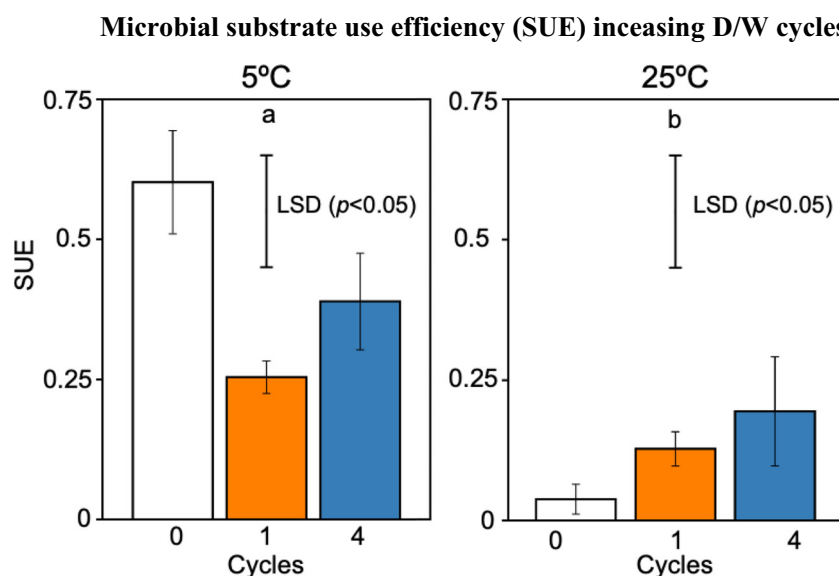 Microbial substrate use efficiency (SUE) inceasing D/W cycles
5ºC
25ºC
0.75
a
LSD (p<0.05)
0.5
SUE
0.25
0
0
1
4
Cycles
0.75
b
LSD (p<0.05)
0.5
0.25
0
0
1
4
Cycles